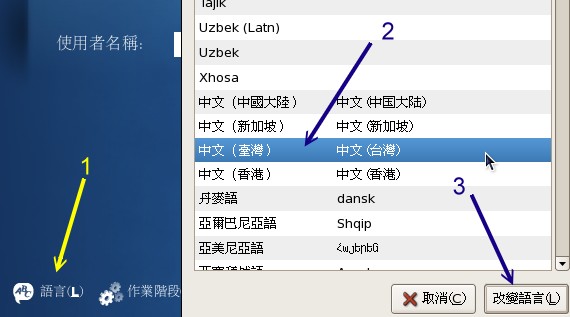 使用者名稱:
1
語言(L)
作業階段
Tajik
Uzbek (Latn)
Uzbek
Xhosa
中文 (中國大陸) 中文 (中国大陆)
中文 (新加坡) 中文 (新加坡)
中文 (臺灣) 中文 (台灣)
中文 (香港) 中文 (香港)
丹麥語 dansk
亞爾巴尼亞語 Shqip
亞美尼亞語 Հայերեն
2
3
取消(C)
改變語言(L)